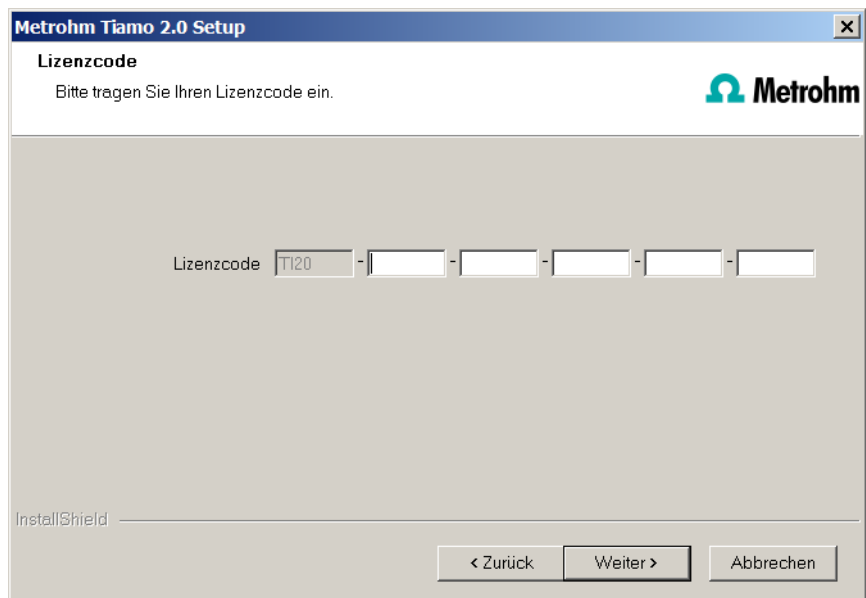 Metrohm Tiamo 2.0 Setup
Lizenzcode
Bitte tragen Sie Ihren Lizenzcode ein.
Metrohm
Lizenzcode TI20 - - - - -
InstallShield
< Zurück Weiter > Abbrechen